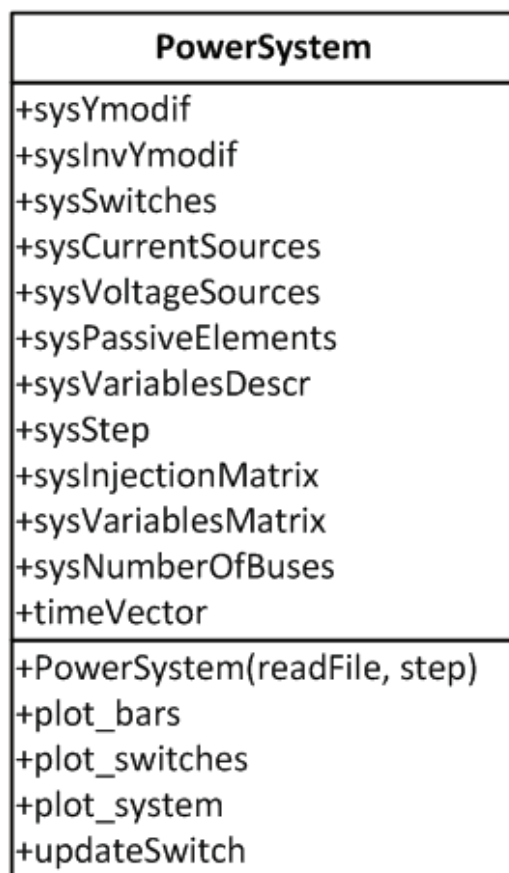 PowerSystem
+sysYmodif
+sysInvYmodif
+sysSwitches
+sysCurrentSources
+sysVoltageSources
+sysPassiveElements
+sysVariablesDescr
+sysStep
+sysInjectionMatrix
+sysVariablesMatrix
+sysNumberOfBuses
+timeVector
+PowerSystem(readFile, step)
+plot_bars
+plot_switches
+plot_system
+updateSwitch